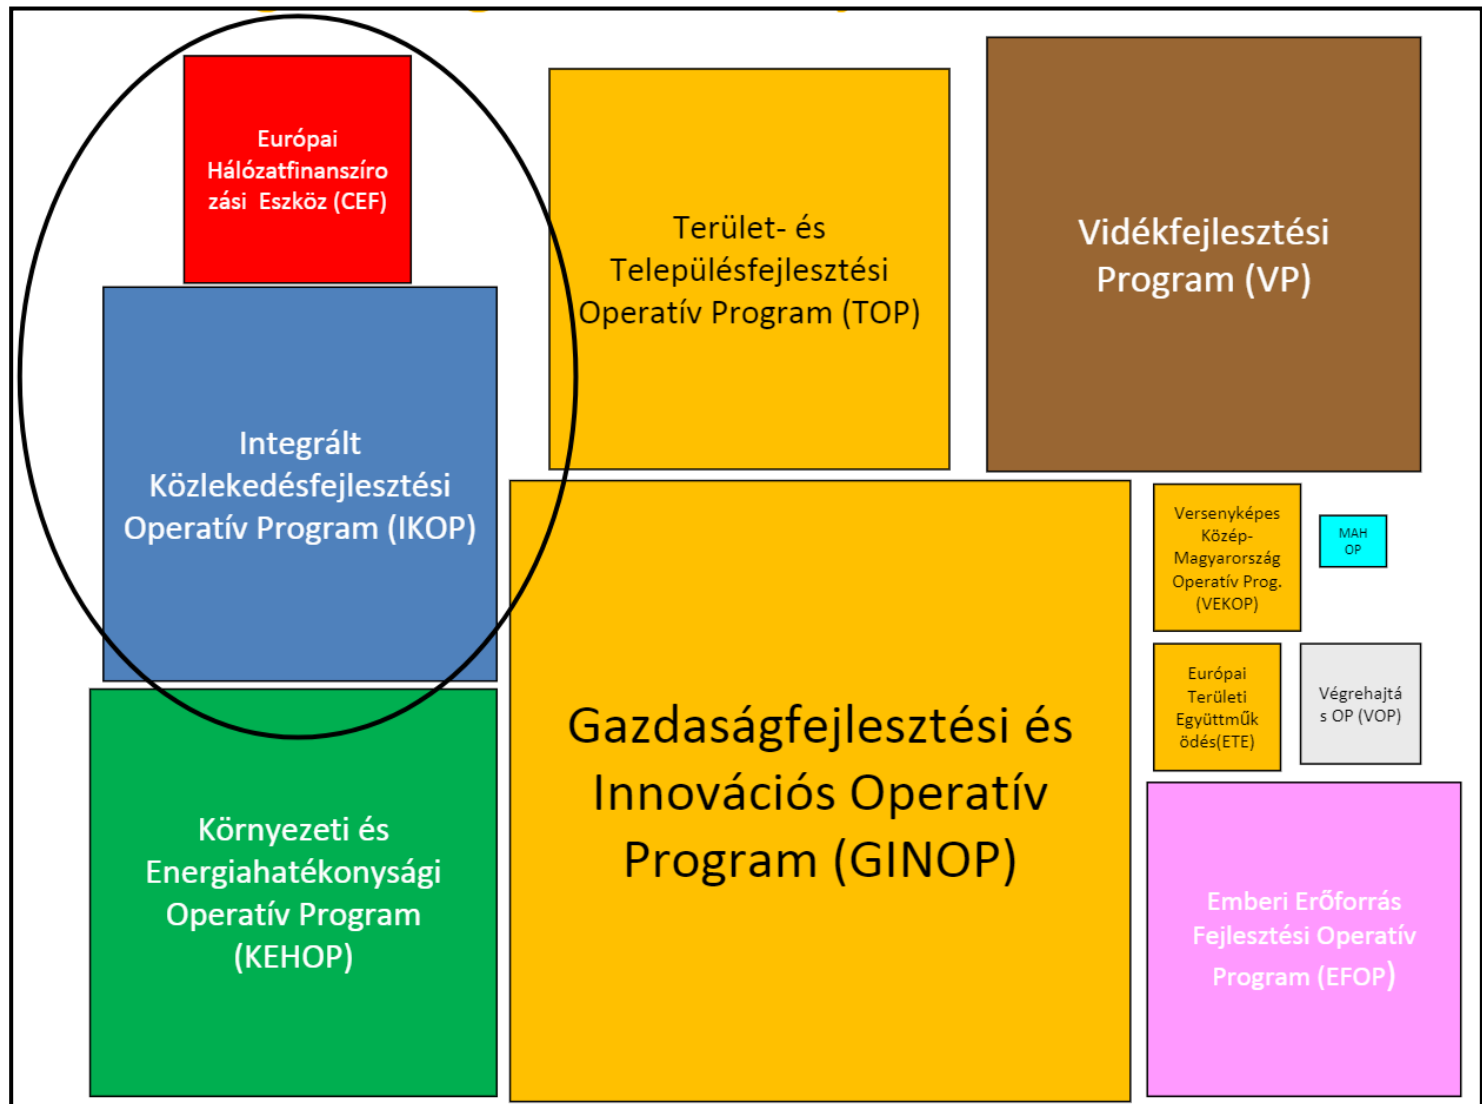 Európai
Hálózatfinanszíro
zási Eszköz (CEF)
Integrált
Közlekedésfejlesztési
Operatív Program (IKOP)
Környezeti és
Energiahatékonysági
Operatív Program
(KEHOP)
Terület- és
Településfejlesztési
Operatív Program (TOP)
Vidékfejlesztési
Program (VP)
Gazdaságfejlesztési és
Innovációs Operatív
Program (GINOP)
Versenyképes
Közép-
Magyarország
Operatív Prog.
(VEKOP)
MAH
OP
Európai
Területi
Együttműk
ödés(ETE)
Végrehajtá
s OP (VOP)
Emberi Erőforrás
Fejlesztési Operatív
Program (EFOP)